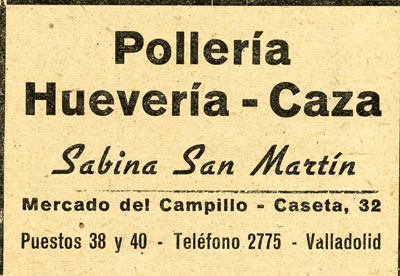 Pollería
Huevería - Caza
Sabina San Martín
Mercado del Campillo - Caseta, 32
Puestos 38 y 40 - Teléfono 2775 - Valladolid